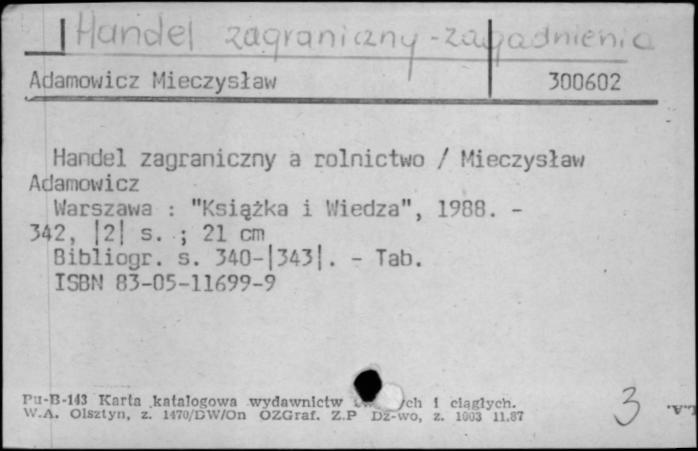 Handel zagraniczny - zagadnienia
Adamowicz Mieczysław 300602
Handel zagraniczny a rolnictwo / Mieczysław
Adamowicz
Warszawa : "Książka i Wiedza", 1988. -
342, |2| s. ; 21 cm
Bibliogr. s. 340-|343|. - Tab.
ISBN 83-05-11699-9
Pu-B-143 Karta katalogowa wydawnictw i ciągłych.
W.A. Olsztyn, z. 1470/DW/On OZGraf. Z.P Dz-wo, z. 1003 11.87
3